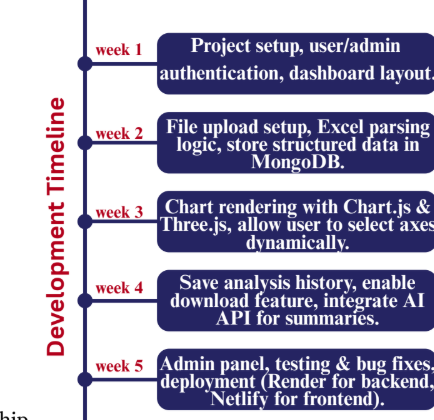 Development Timeline
week 1
Project setup, user/admin
authentication, dashboard layout.
week 2
File upload setup, Excel parsing
logic, store structured data in
MongoDB.
week 3
Chart rendering with Chart.js &
Three.js, allow user to select axes
dynamically.
week 4
Save analysis history, enable
download feature, integrate AI
API for summaries.
week 5
Admin panel, testing & bug fixes,
deployment (Render for backend,
Netlify for frontend).